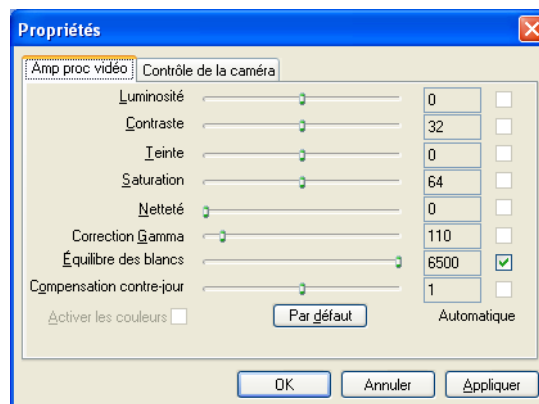 Propriétés
Amp proc vidéo Contrôle de la caméra
Luminosité 0
Contraste 32
Teinte 0
Saturation 64
Netteté 0
Correction Gamma 110
Équilibre des blancs 6500
Compensation contre-jour 1
Activer les couleurs Par défaut Automatique
OK Annuler Appliquer